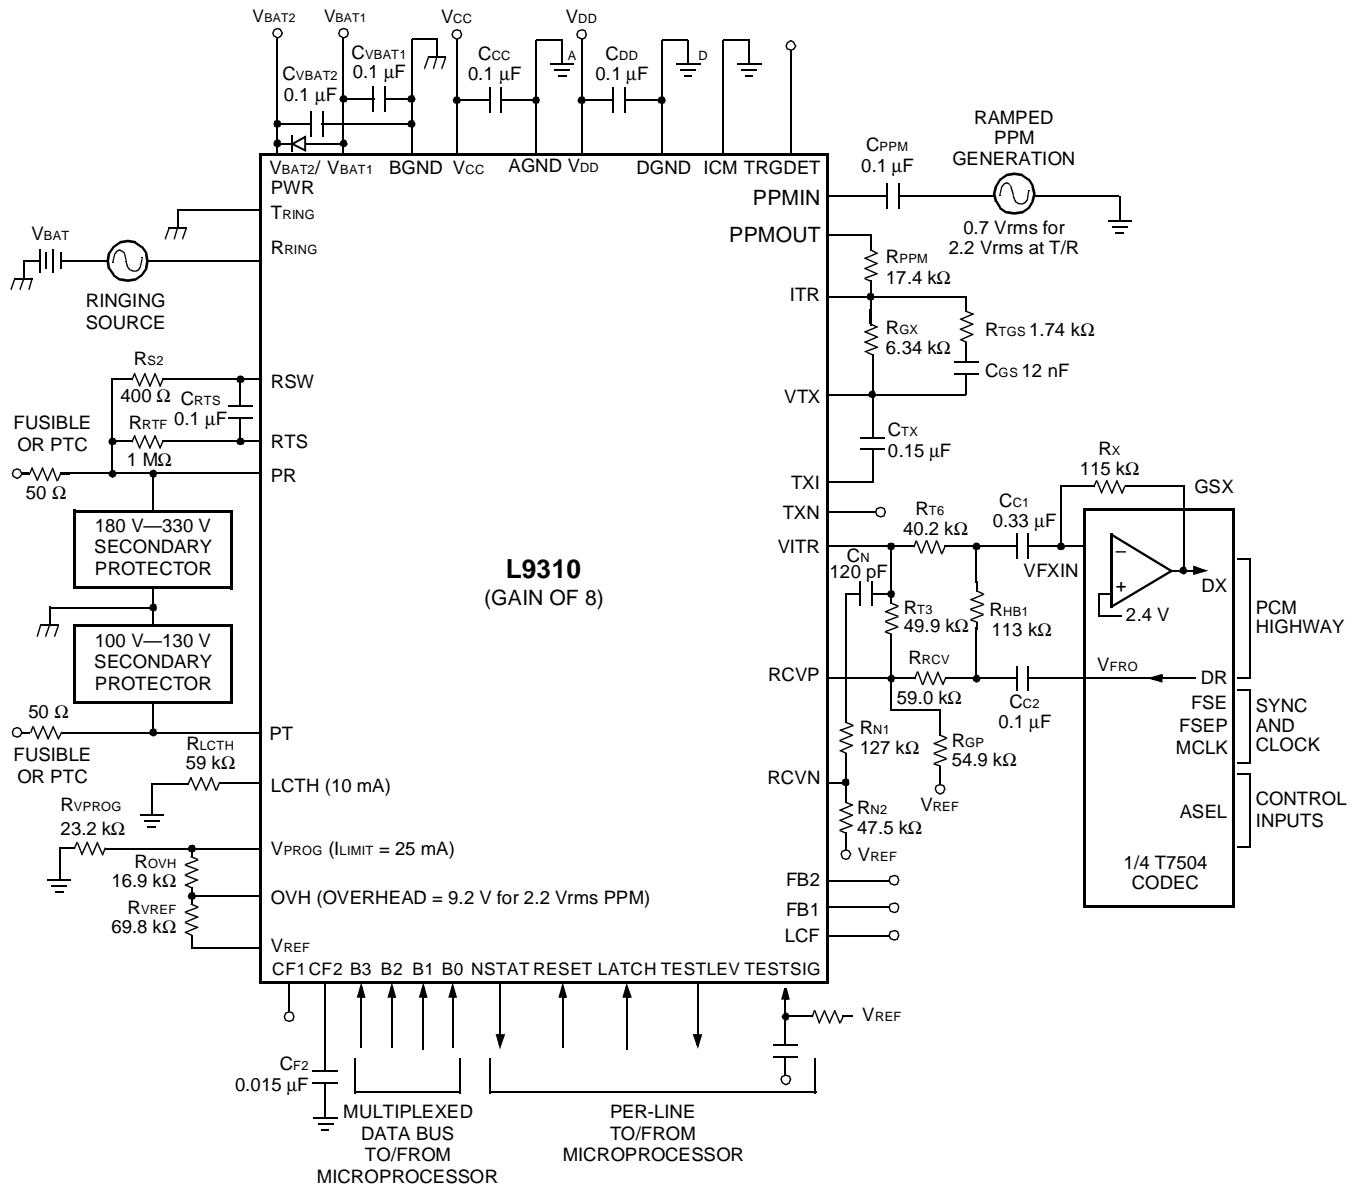 VBAT2
VBAT1
VCC
VDD
CVBAT1
0.1 µF
CVBAT2
0.1 µF
CCC
0.1 µF
A
CDD
0.1 µF
D
VBAT2/
PWR
VBAT1
BGND
VCC
AGND
VDD
DGND
ICM
TRGDET
CPPM
0.1 µF
RAMPED
PPM
GENERATION
0.7 Vrms for
2.2 Vrms at T/R
PPMIN
PPMOUT
TRING
RRING
VBAT
RINGING
SOURCE
RPPM
17.4 kΩ
ITR
RGX
6.34 kΩ
RTGS 1.74 kΩ
CGS 12 nF
VTX
CTX
0.15 µF
TXI
TXN
VITR
RS2
400 Ω
RSW
CRTS
0.1 µF
RRTF
1 MΩ
RTS
FUSIBLE
OR PTC
50 Ω
PR
180 V—330 V
SECONDARY
PROTECTOR
100 V—130 V
SECONDARY
PROTECTOR
50 Ω
FUSIBLE
OR PTC
PT
L9310
(GAIN OF 8)
RX
115 kΩ
GSX
RT6
40.2 kΩ
CC1
0.33 µF
VFXIN
CN
120 pF
RT3
49.9 kΩ
RHB1
113 kΩ
–
+
2.4 V
DX
PCM
HIGHWAY
RCVP
RRCV
59.0 kΩ
CC2
0.1 µF
VFRO
DR
FSE
FSEP
MCLK
SYNC
AND
CLOCK
RN1
127 kΩ
RGP
54.9 kΩ
VREF
RCVN
RN2
47.5 kΩ
VREF
ASEL
CONTROL
INPUTS
1/4 T7504
CODEC
RLCTH
59 kΩ
LCTH (10 mA)
RVPROG
23.2 kΩ
VPROG (ILIMIT = 25 mA)
ROVH
16.9 kΩ
OVH (OVERHEAD = 9.2 V for 2.2 Vrms PPM)
RVREF
69.8 kΩ
VREF
FB2
FB1
LCF
CF1 CF2 B3 B2 B1 B0 NSTAT RESET LATCH TESTLEV TESTSIG
VREF
CF2
0.015 µF
MULTIPLEXED
DATA BUS
TO/FROM
MICROPROCESSOR
PER-LINE
TO/FROM
MICROPROCESSOR